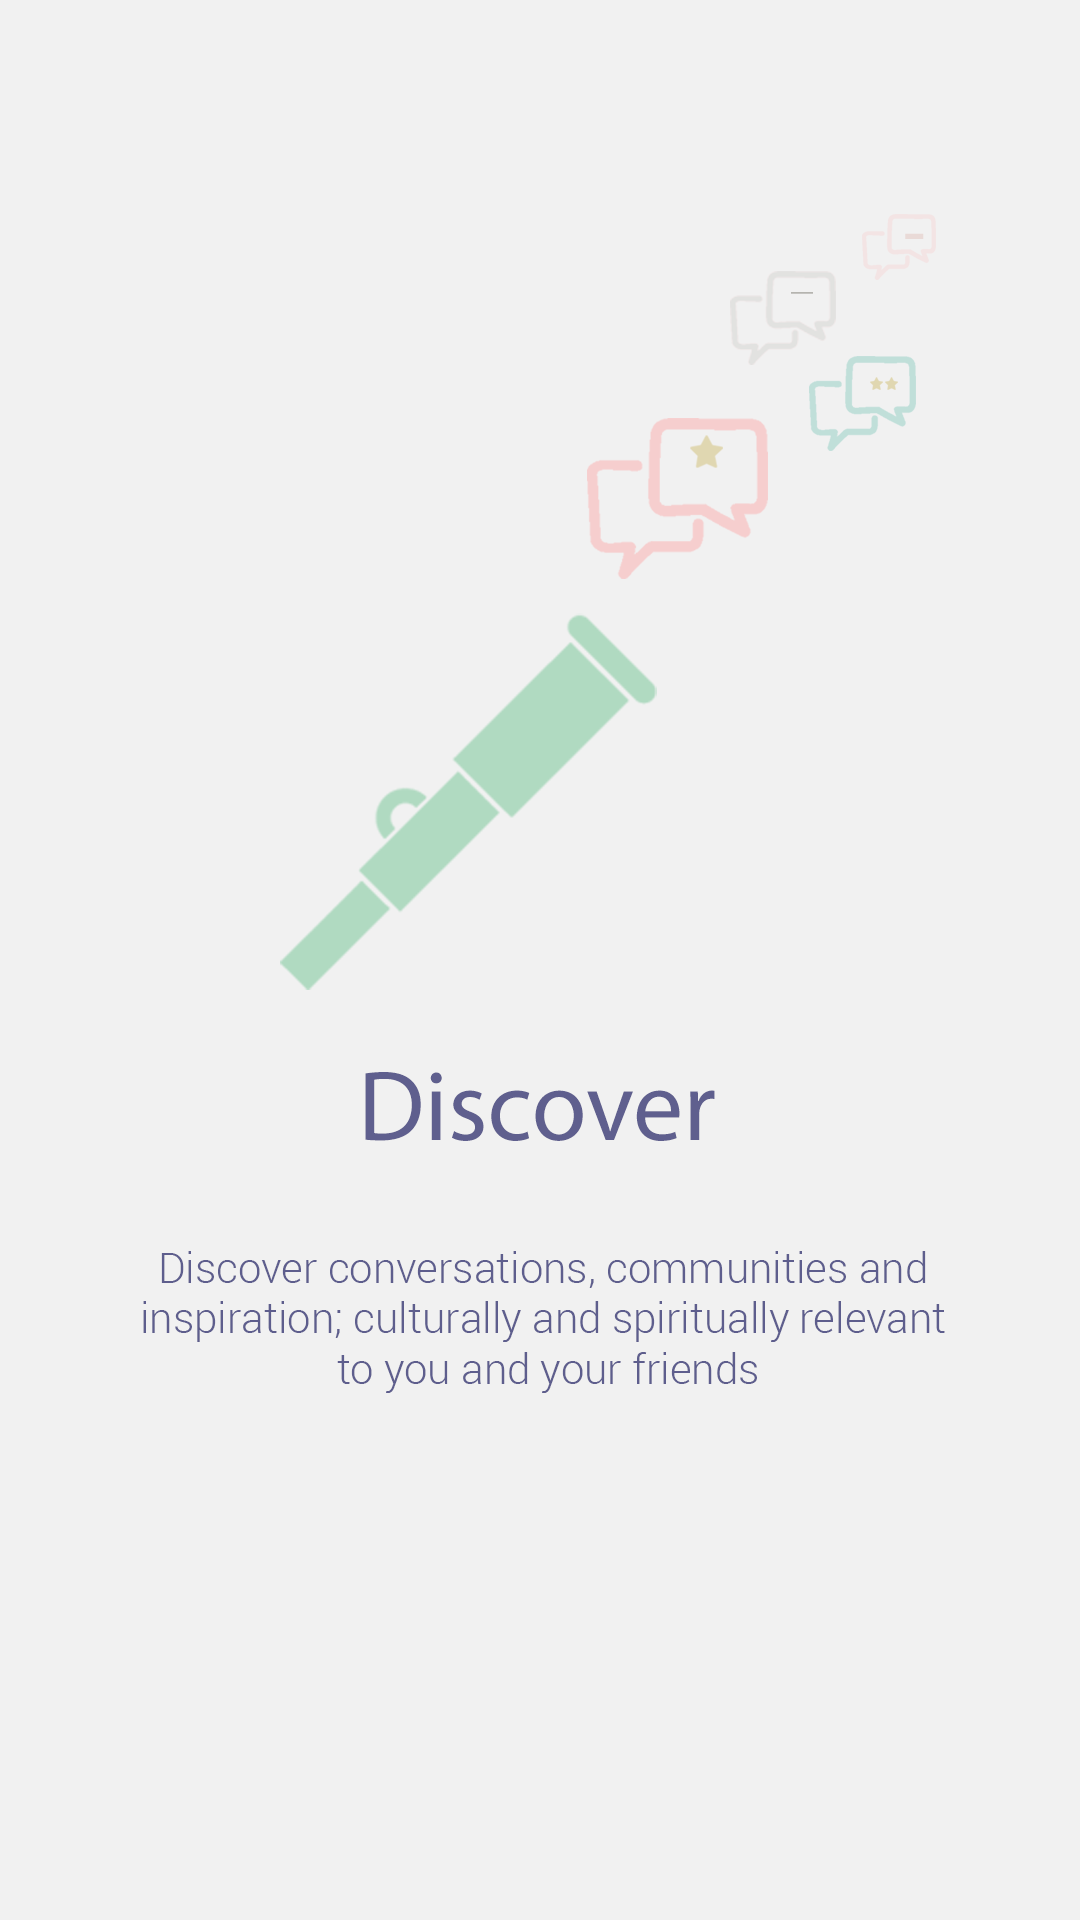 Discover
Discover conversations, communities and
inspiration; culturally and spiritually relevant
to you and your friends